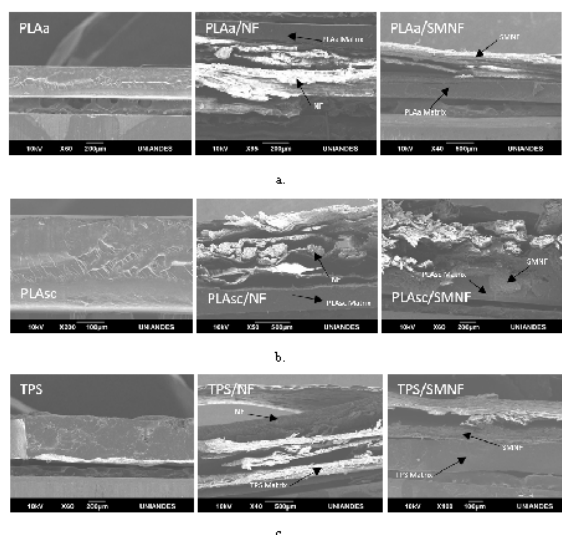 PLAa
10kV X60 200µm UNIANDES
PLAa/NF
PLAa Matrix
NF
10kV X95 200µm UNIANDES
PLAa/SMNF
SMNF
PLAa Matrix
10kV X40 500µm UNIANDES
a.
PLAsc
10kV X200 100µm UNIANDES
NF
PLAsc/NF
PLAsc Matrix
10kV X50 500µm UNIANDES
PLAsc Matrix
SMNF
PLAsc/SMNF
10kV X60 200µm UNIANDES
b.
TPS
10kV X60 200µm UNIANDES
TPS/NF
NF
TPS Matrix
10kV X40 500µm UNIANDES
TPS/SMNF
SMNF
TPS Matrix
10kV X100 100µm UNIANDES
c.